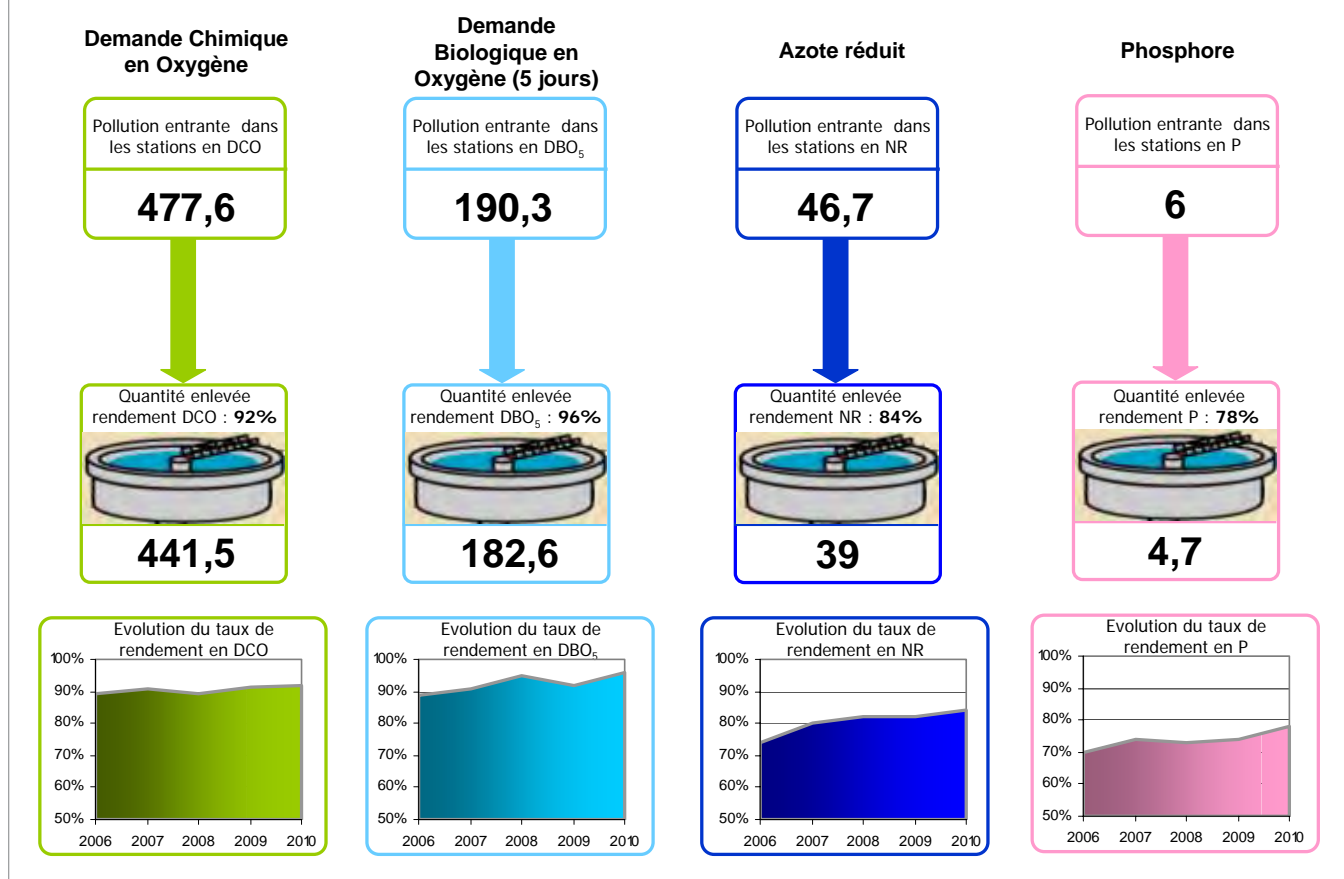 Demande Chimique
en Oxygène
Pollution entrante dans
les stations en DCO
477,6
Quantité enlevée
rendement DCO : 92%
441,5
Evolution du taux de
rendement en DCO
100%
90%
80%
70%
60%
50%
2006 2007 2008 2009 2010
Demande
Biologique en
Oxygène (5 jours)
Pollution entrante dans
les stations en DBO₅
190,3
Quantité enlevée
rendement DBO₅ : 96%
182,6
Evolution du taux de
rendement en DBO₅
100%
90%
80%
70%
60%
50%
2006 2007 2008 2009 2010
Azote réduit
Pollution entrante dans
les stations en NR
46,7
Quantité enlevée
rendement NR : 84%
39
Evolution du taux de
rendement en NR
100%
90%
80%
70%
60%
50%
2006 2007 2008 2009 2010
Phosphore
Pollution entrante dans
les stations en P
6
Quantité enlevée
rendement P : 78%
4,7
Evolution du taux de
rendement en P
100%
90%
80%
70%
60%
50%
2006 2007 2008 2009 2010